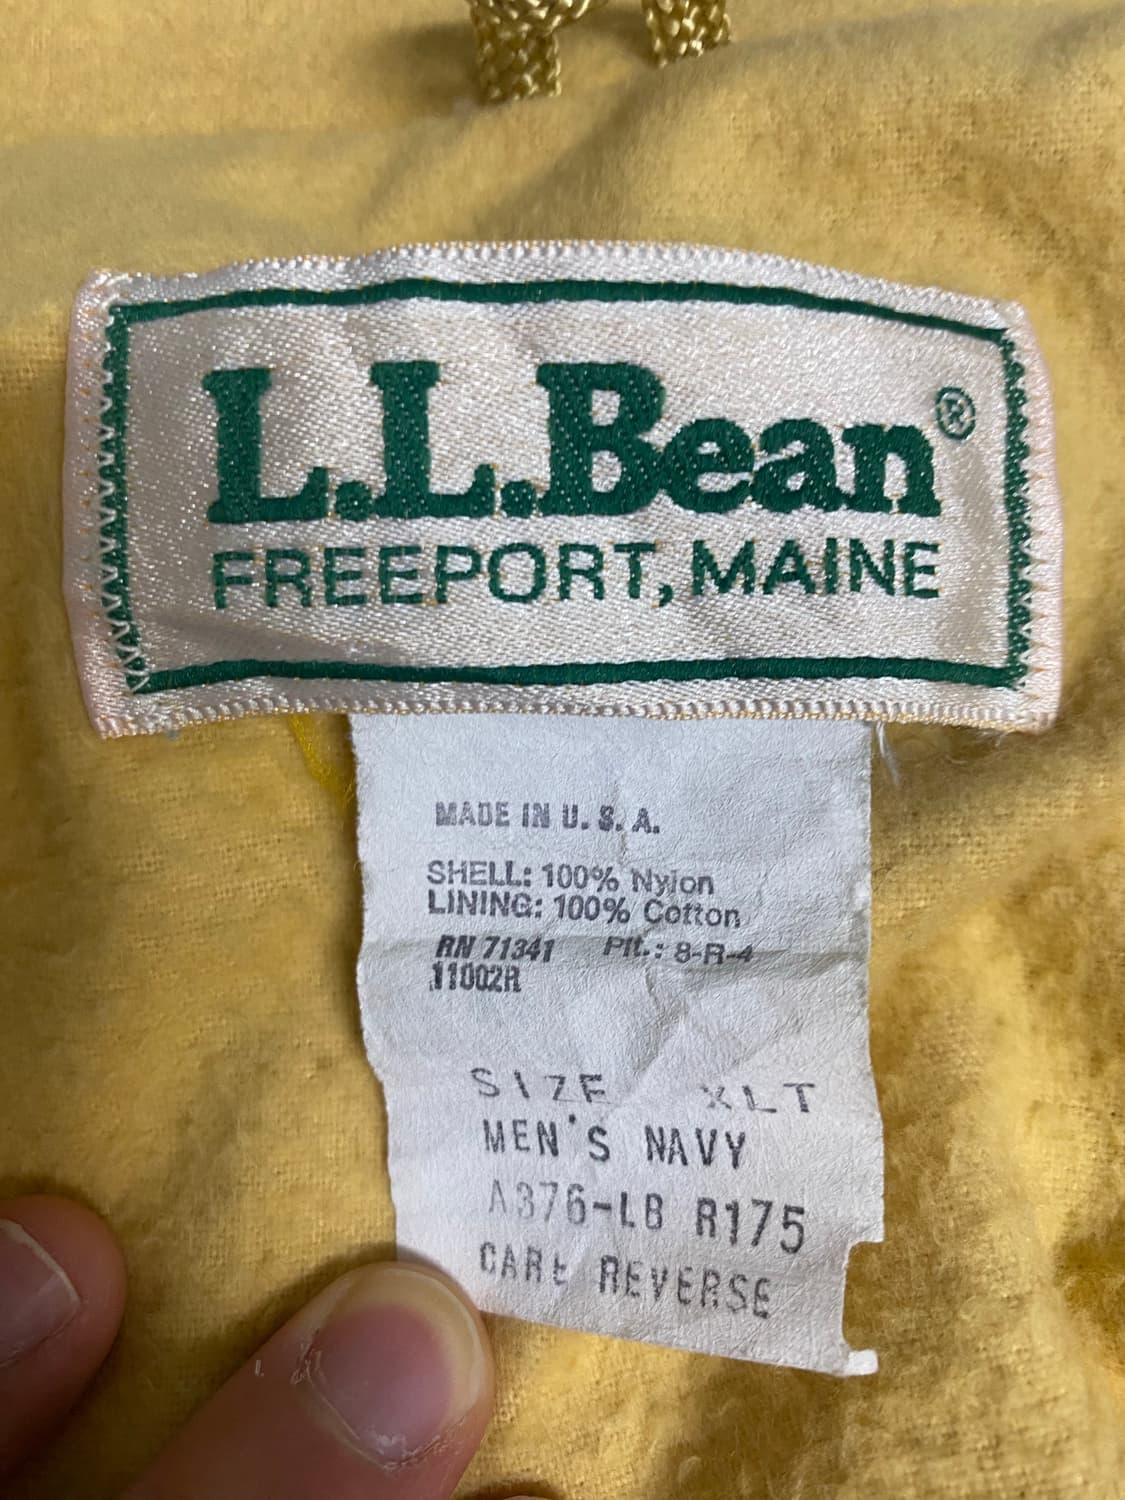 L.L.Bean®
FREEPORT, MAINE
MADE IN U.S.A.
SHELL: 100% Nylon
LINING: 100% Cotton
RN 71341 Plt.: 8-R-4
11002R
SIZE XLT
MEN'S NAVY
A376-LB R175
CARE REVERSE